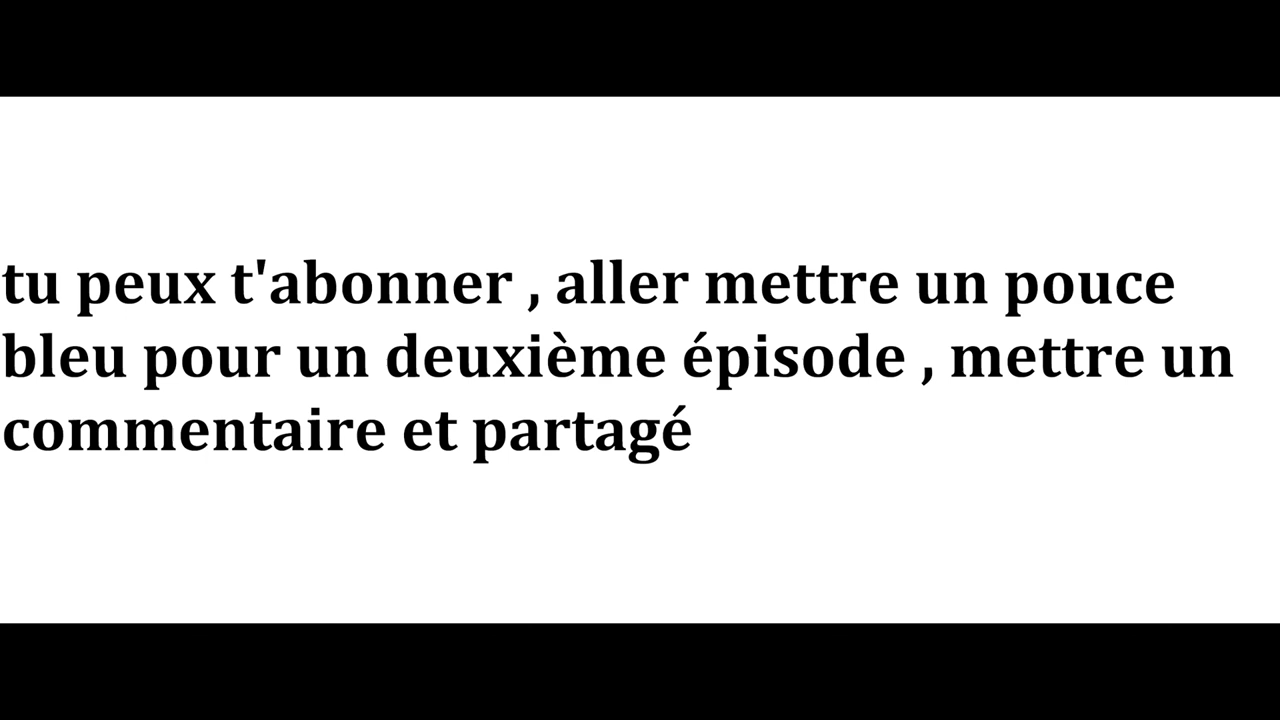 tu peux t'abonner , aller mettre un pouce
bleu pour un deuxième épisode , mettre un
commentaire et partagé